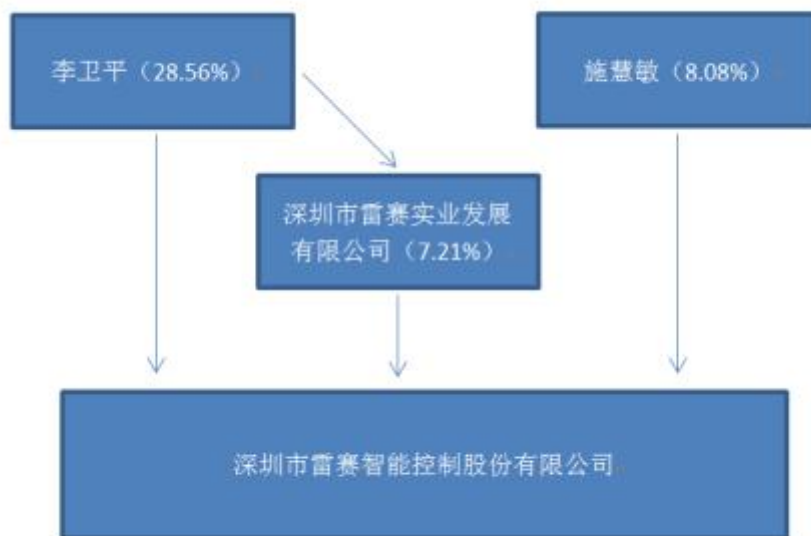 李卫平（28.56%）
施慧敏（8.08%）
深圳市雷赛实业发展
有限公司（7.21%）
深圳市雷赛智能控制股份有限公司